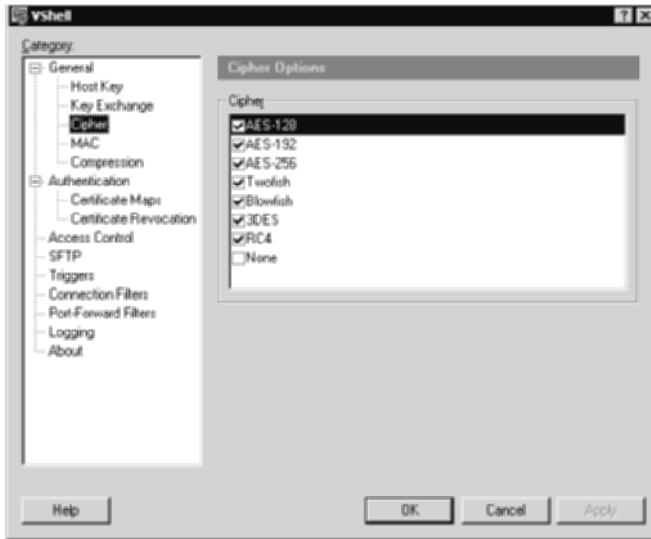 VShell
Category:
General
Host Key
Key Exchange
Cipher
MAC
Compression
Authentication
Certificate Maps
Certificate Revocation
Access Control
SFTP
Triggers
Connection Filters
Port-Forward Filters
Logging
About
Cipher Options
Cipher
AES-128
AES-192
AES-256
Twofish
Blowfish
3DES
RC4
None
Help
OK
Cancel
Apply